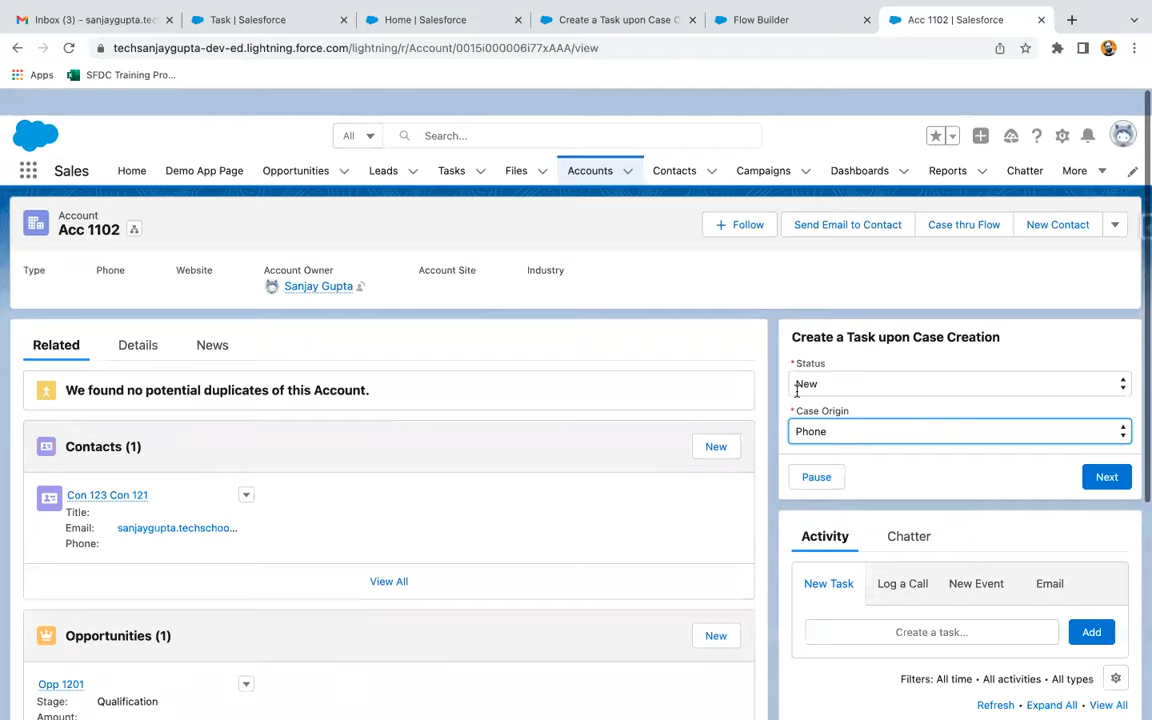 Inbox (3) – sanjaygupta.tec
Task | Salesforce
Home | Salesforce
Create a Task upon Case C
Flow Builder
Acc 1102 | Salesforce
techsanjaygupta-dev-ed.lightning.force.com/lightning/r/Account/0015i000006i77xAAA/view
Apps
SFDC Training Pro...
All
Search...
Sales
Home
Demo App Page
Opportunities
Leads
Tasks
Files
Accounts
Contacts
Campaigns
Dashboards
Reports
Chatter
More
Account
Acc 1102
Follow
Send Email to Contact
Case thru Flow
New Contact
Type
Phone
Website
Account Owner
Account Site
Industry
Sanjay Gupta
Related
Details
News
We found no potential duplicates of this Account.
Contacts (1)
New
Con 123 Con 121
Title:
Email: sanjaygupta.techschoo...
Phone:
View All
Opportunities (1)
New
Opp 1201
Stage: Qualification
Amount:
Create a Task upon Case Creation
* Status
New
* Case Origin
Phone
Pause
Next
Activity
Chatter
New Task
Log a Call
New Event
Email
Create a task...
Add
Filters: All time • All activities • All types
Refresh • Expand All • View All